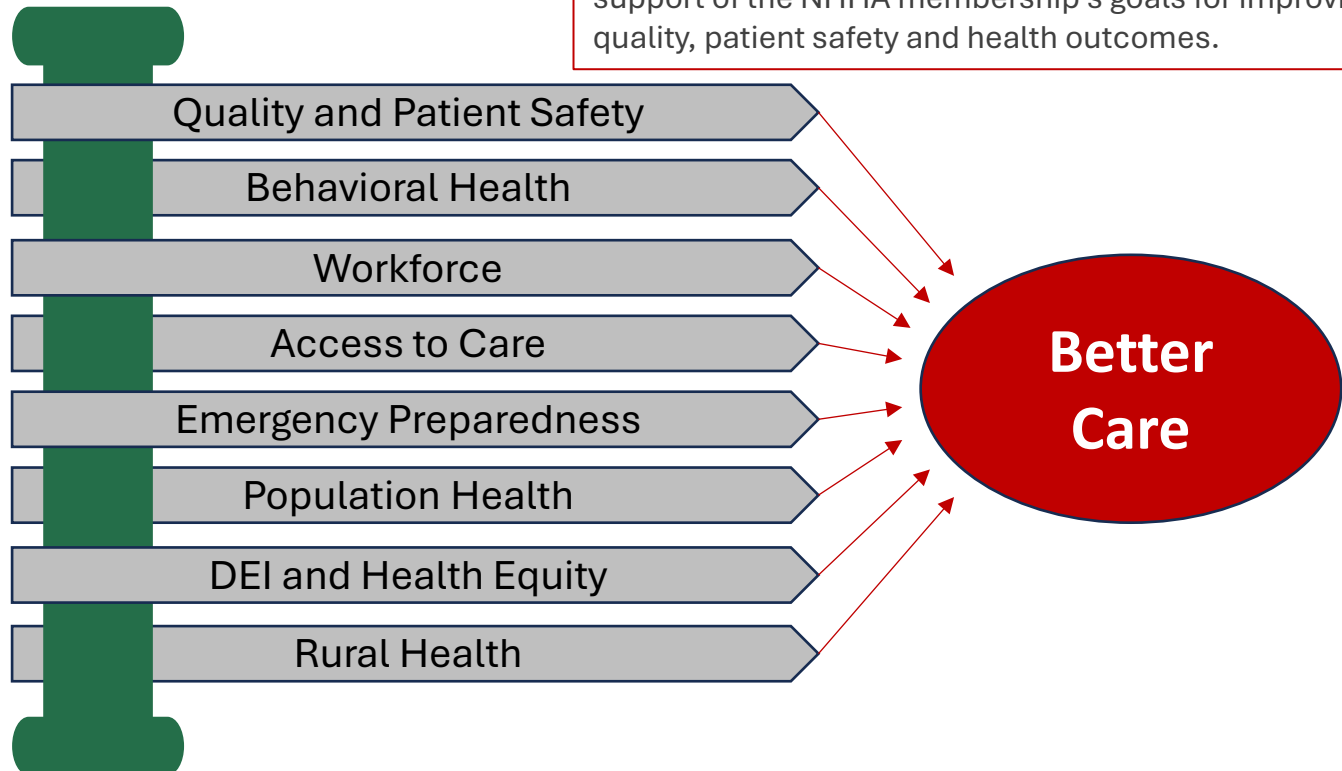 quality, patient safety and health outcomes.
Quality and Patient Safety
Behavioral Health
Workforce
Access to Care
Emergency Preparedness
Population Health
DEI and Health Equity
Rural Health
Better
Care